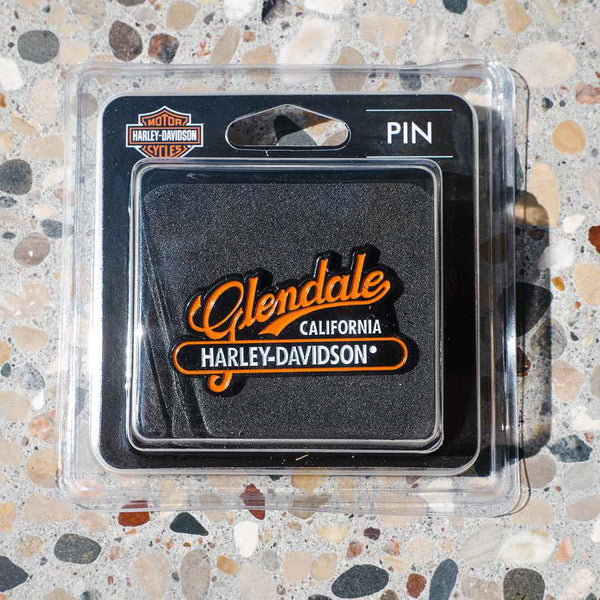 MOTOR
HARLEY-DAVIDSON
CYCLES
PIN
Glendale
CALIFORNIA
HARLEY-DAVIDSON®